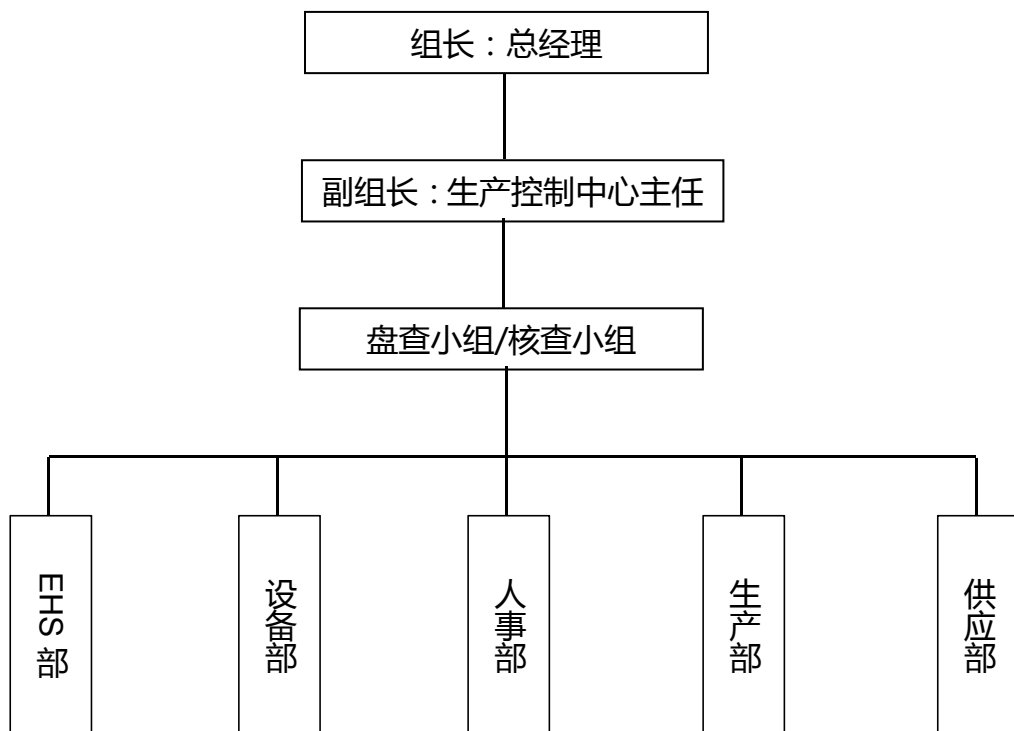 组长：总经理
副组长：生产控制中心主任
盘查小组/核查小组
EHS部
设备部
人事部
生产部
供应部